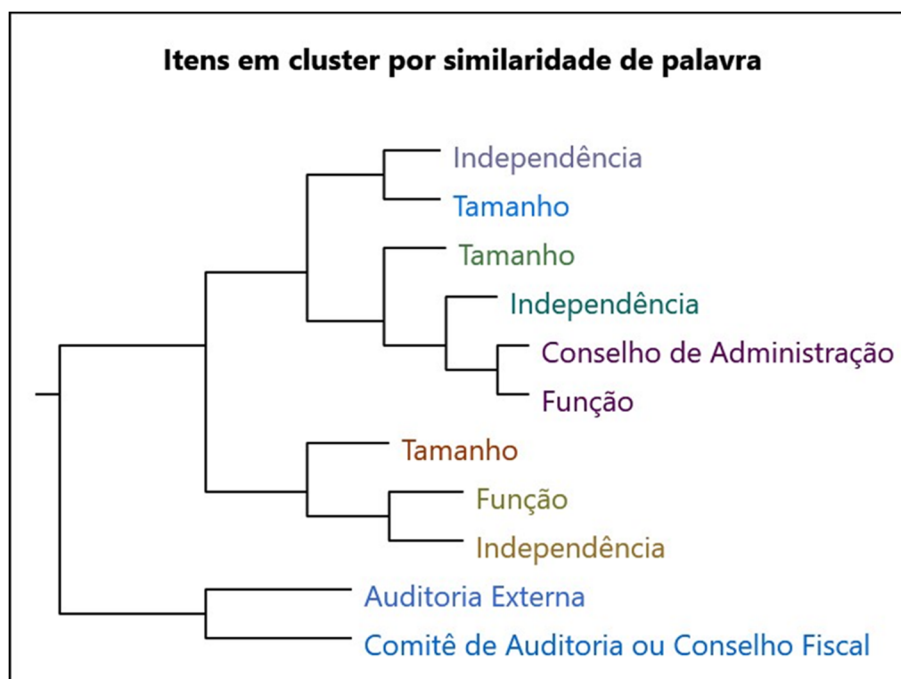 Itens em cluster por similaridade de palavra
Independência
Tamanho
Tamanho
Independência
Conselho de Administração
Função
Tamanho
Função
Independência
Auditoria Externa
Comitê de Auditoria ou Conselho Fiscal